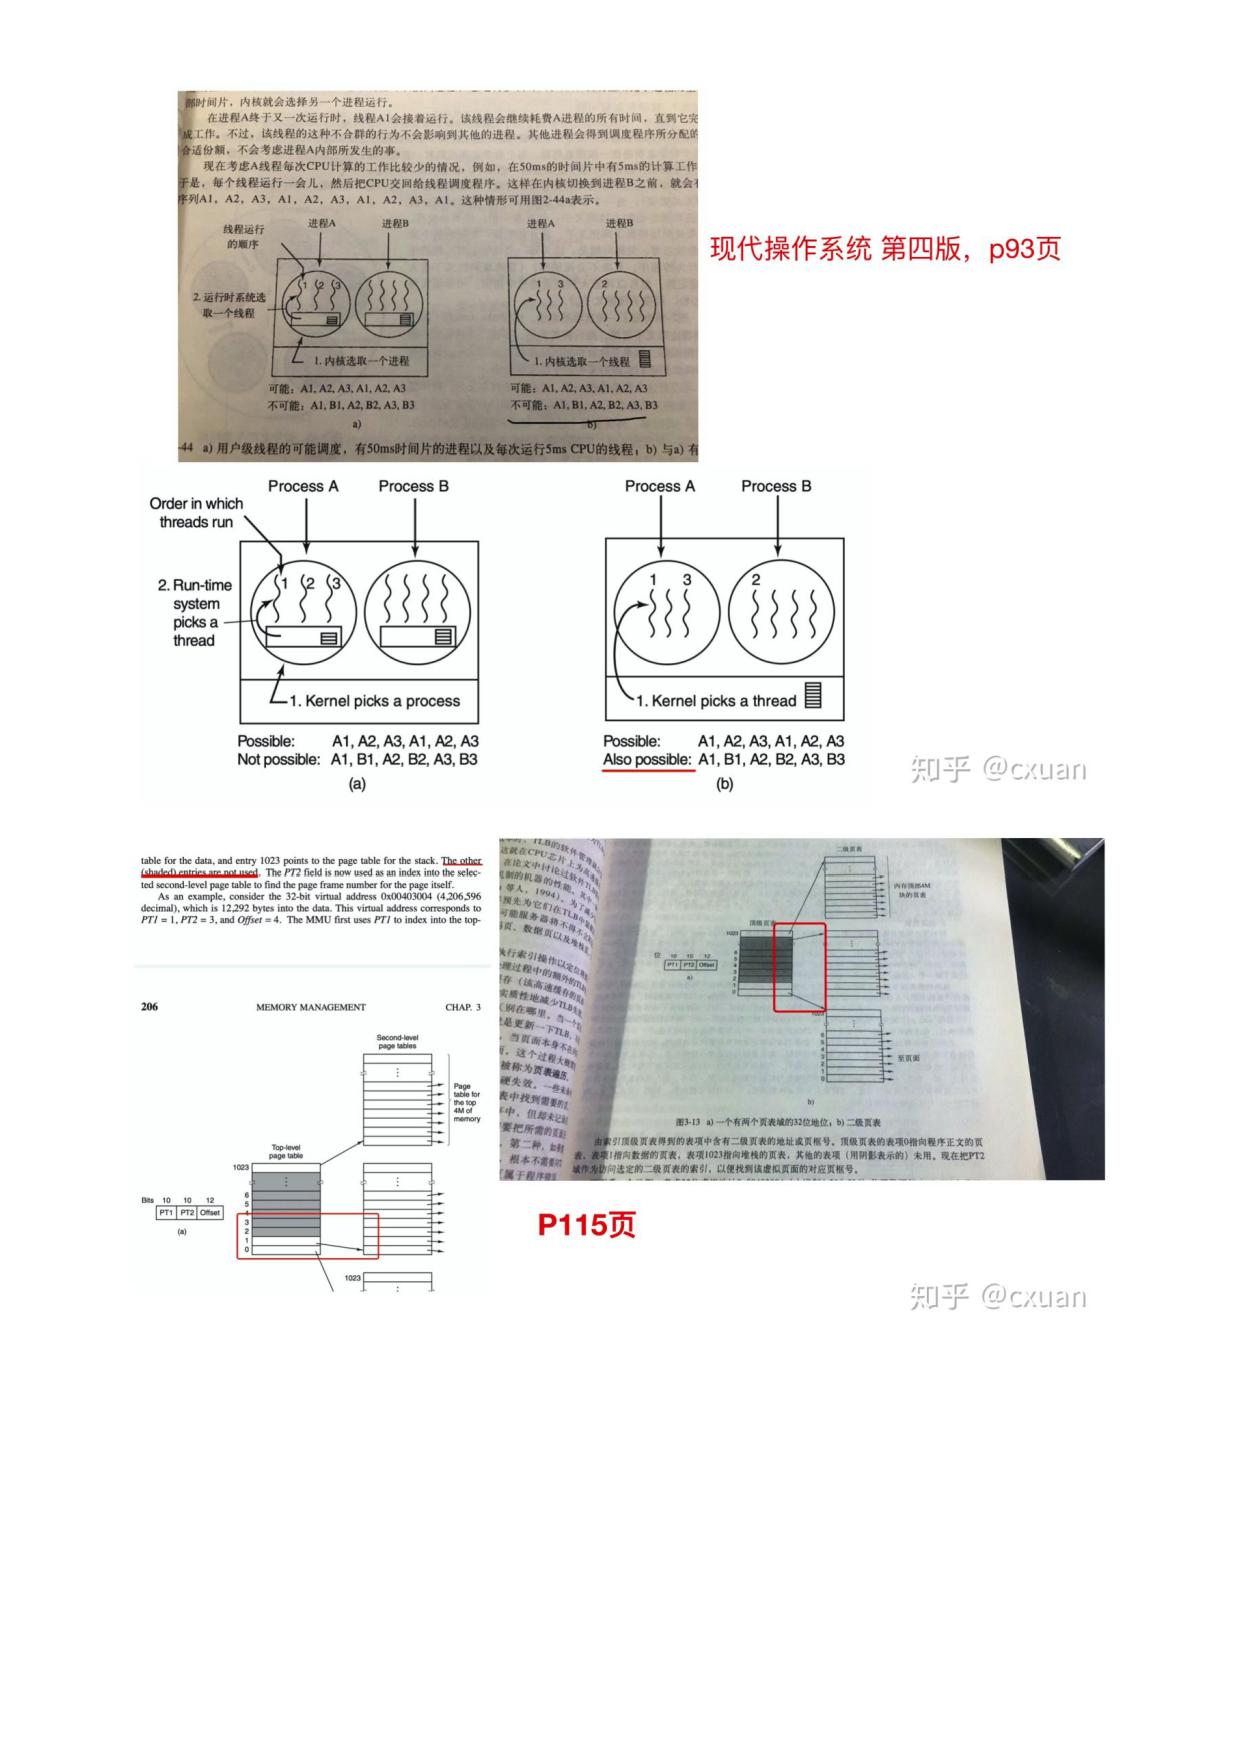 部时间片，内核就会选择另一个进程运行。
在进程A终于又一次运行时，线程A1会接着运行。该线程会继续耗费A进程的所有时间，直到它完
成工作。不过，该线程的这种不合群的行为不会影响到其他的进程。其他进程会得到调度程序所分配的
合适份额，不会考虑进程A内部所发生的事。
现在考虑A线程每次CPU计算的工作比较少的情况，例如，在50ms的时间片中有5ms的计算工作
于是，每个线程运行一会儿，然后把CPU交回给线程调度程序。这样在内核切换到进程B之前，就会有
序列A1，A2，A3，A1，A2，A3，A1，A2，A3，A1。这种情形可用图2-44a表示。
线程运行
的顺序
进程A
进程B
1 2 3
2. 运行时系统选
取一个线程
1. 内核选取一个进程
可能：A1, A2, A3, A1, A2, A3
不可能：A1, B1, A2, B2, A3, B3
a)
进程A
进程B
1 3
2
1. 内核选取一个线程
可能：A1, A2, A3, A1, A2, A3
不可能：A1, B1, A2, B2, A3, B3
b)
-44 a) 用户级线程的可能调度，有50ms时间片的进程以及每次运行5ms CPU的线程；b) 与a) 有
现代操作系统 第四版，p93页
Process A
Process B
Order in which
threads run
1 2 3
2. Run-time
system
picks a
thread
1. Kernel picks a process
Possible: A1, A2, A3, A1, A2, A3
Not possible: A1, B1, A2, B2, A3, B3
(a)
Process A
Process B
1 3
2
1. Kernel picks a thread
Possible: A1, A2, A3, A1, A2, A3
Also possible: A1, B1, A2, B2, A3, B3
(b)
知乎 @cxuan
table for the data, and entry 1023 points to the page table for the stack. The other
(shaded) entries are not used. The PT2 field is now used as an index into the selec-
ted second-level page table to find the page frame number for the page itself.
As an example, consider the 32-bit virtual address 0x00403004 (4,206,596
decimal), which is 12,292 bytes into the data. This virtual address corresponds to
PT1 = 1, PT2 = 3, and Offset = 4. The MMU first uses PT1 to index into the top-
206
MEMORY MANAGEMENT
CHAP. 3
Second-level
page tables
Page
table for
the top
4M of
memory
Top-level
page table
1023
6
5
4
3
2
1
0
Bits 10 10 12
PT1 PT2 Offset
(a)
1023
二级页表
内存顶部4M
块的页表
顶级页表
1023
6
5
4
3
2
1
0
位 10 10 12
PT1 PT2 Offset
a)
1023
6
5
4
3
2
1
0
至页面
b)
图3-13 a) 一个有两个页表域的32位地址；b) 二级页表
由索引顶级页表得到的表项中含有二级页表的地址或页框号。顶级页表的表项0指向程序正文的页
表，表项1指向数据的页表，表项1023指向堆栈的页表，其他的表项（用阴影表示的）未用。现在把PT2
域作为访问选定的二级页表的索引，以便找到该虚拟页面的对应页框号。
P115页
知乎 @cxuan